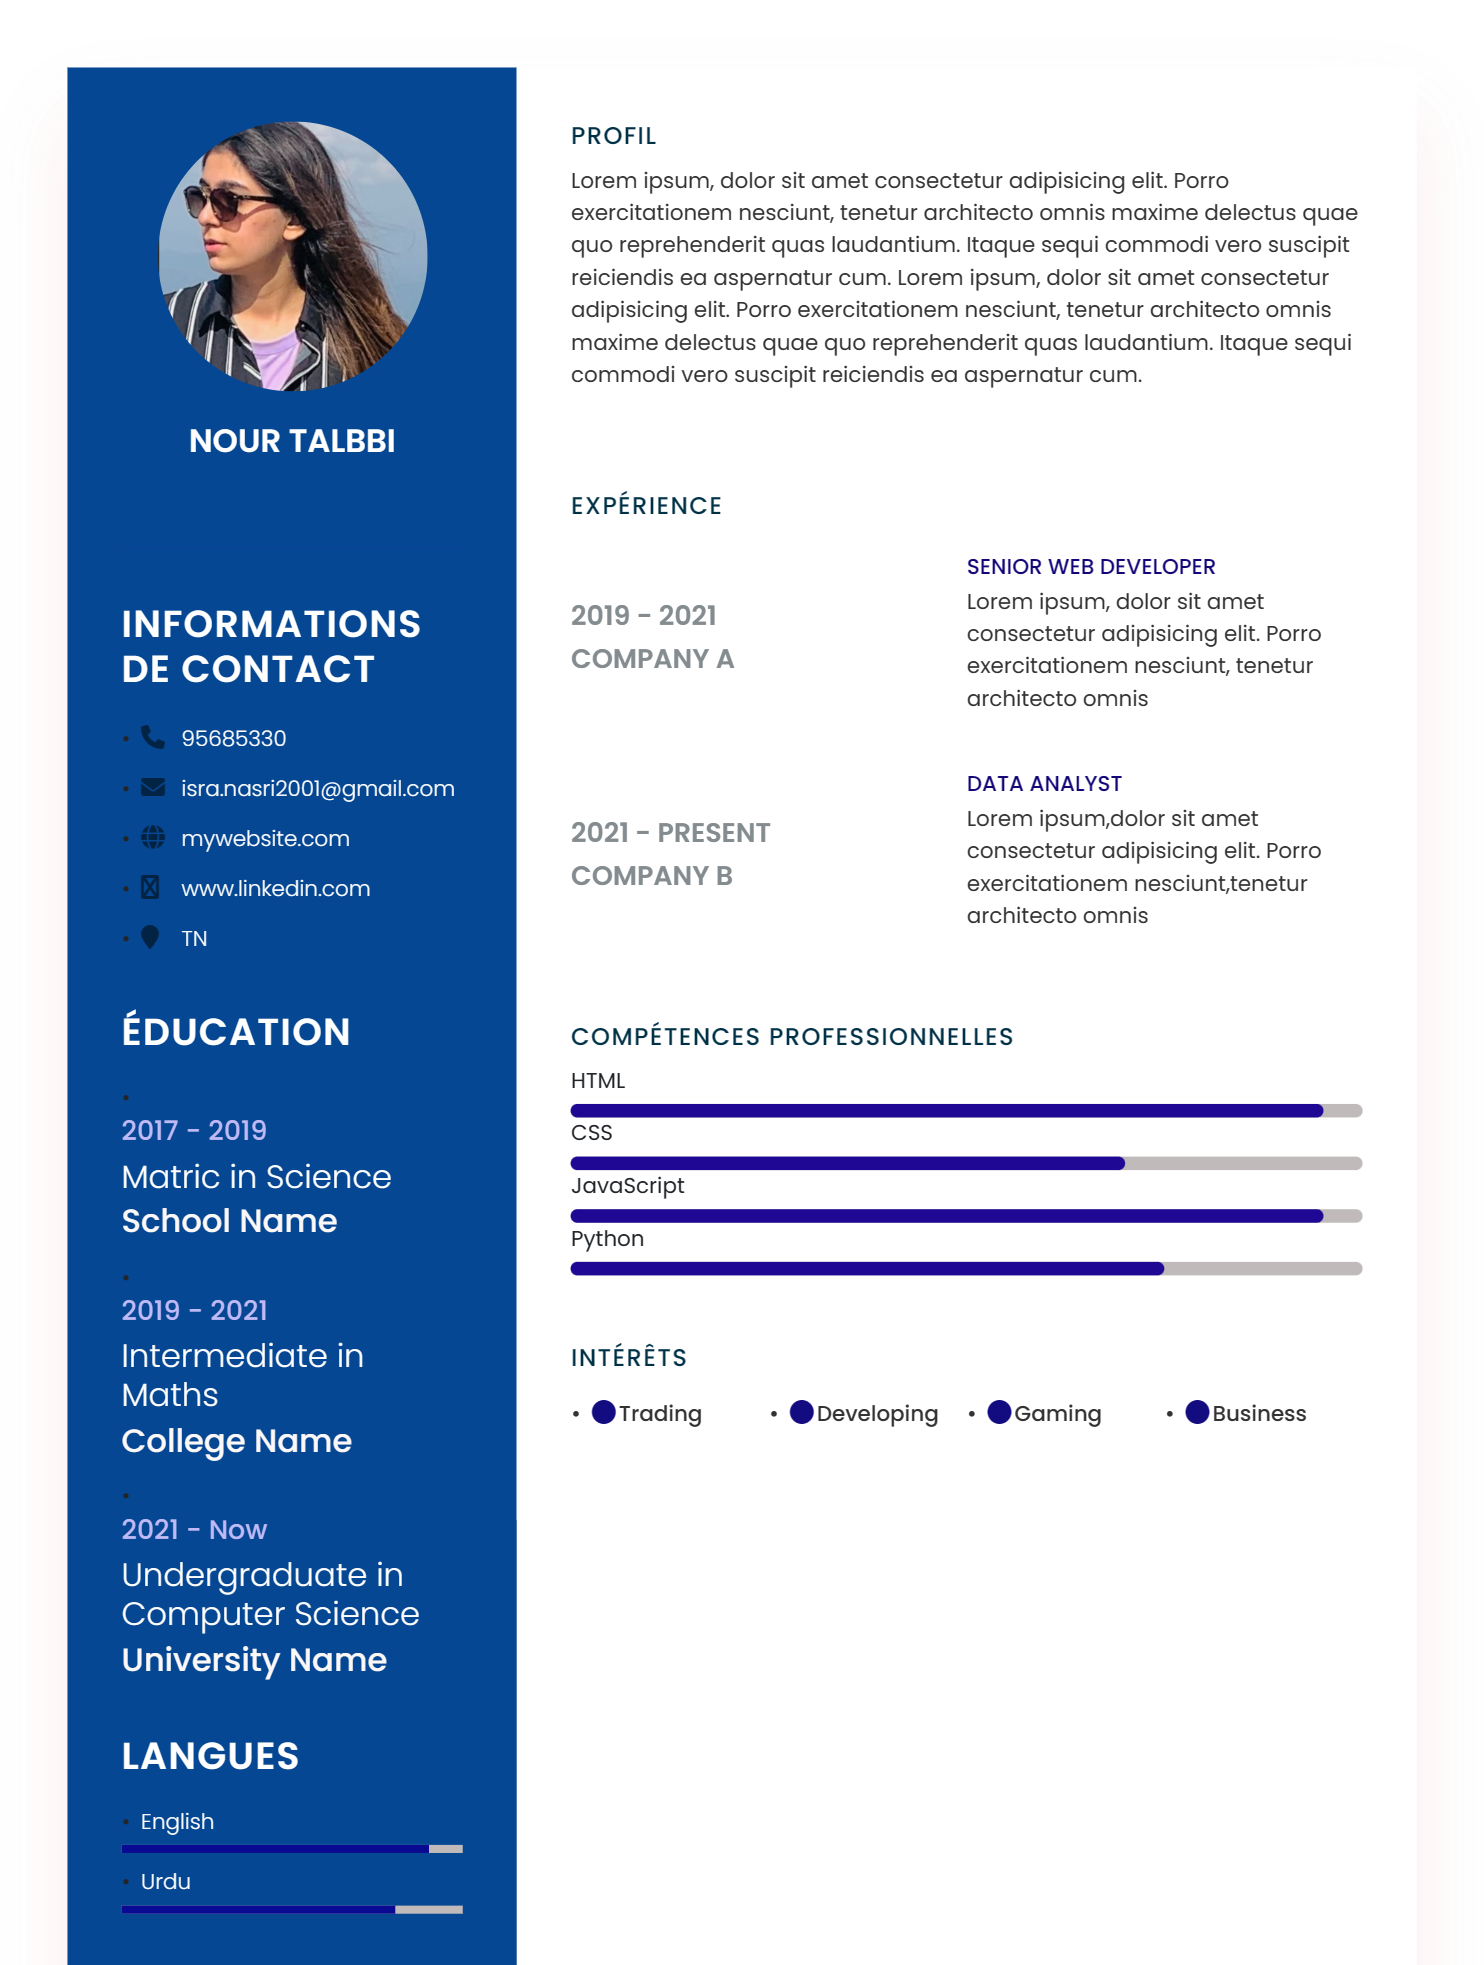 NOUR TALBBI
INFORMATIONS
DE CONTACT
95685330
isra.nasri2001@gmail.com
mywebsite.com
www.linkedin.com
TN
ÉDUCATION
2017 - 2019
Matric in Science
School Name
2019 - 2021
Intermediate in
Maths
College Name
2021 - Now
Undergraduate in
Computer Science
University Name
LANGUES
English
Urdu
PROFIL
Lorem ipsum, dolor sit amet consectetur adipisicing elit. Porro
exercitationem nesciunt, tenetur architecto omnis maxime delectus quae
quo reprehenderit quas laudantium. Itaque sequi commodi vero suscipit
reiciendis ea aspernatur cum. Lorem ipsum, dolor sit amet consectetur
adipisicing elit. Porro exercitationem nesciunt, tenetur architecto omnis
maxime delectus quae quo reprehenderit quas laudantium. Itaque sequi
commodi vero suscipit reiciendis ea aspernatur cum.
EXPÉRIENCE
2019 - 2021
COMPANY A
SENIOR WEB DEVELOPER
Lorem ipsum, dolor sit amet
consectetur adipisicing elit. Porro
exercitationem nesciunt, tenetur
architecto omnis
2021 - PRESENT
COMPANY B
DATA ANALYST
Lorem ipsum,dolor sit amet
consectetur adipisicing elit. Porro
exercitationem nesciunt,tenetur
architecto omnis
COMPÉTENCES PROFESSIONNELLES
HTML
CSS
JavaScript
Python
INTÉRÊTS
Trading Developing Gaming Business